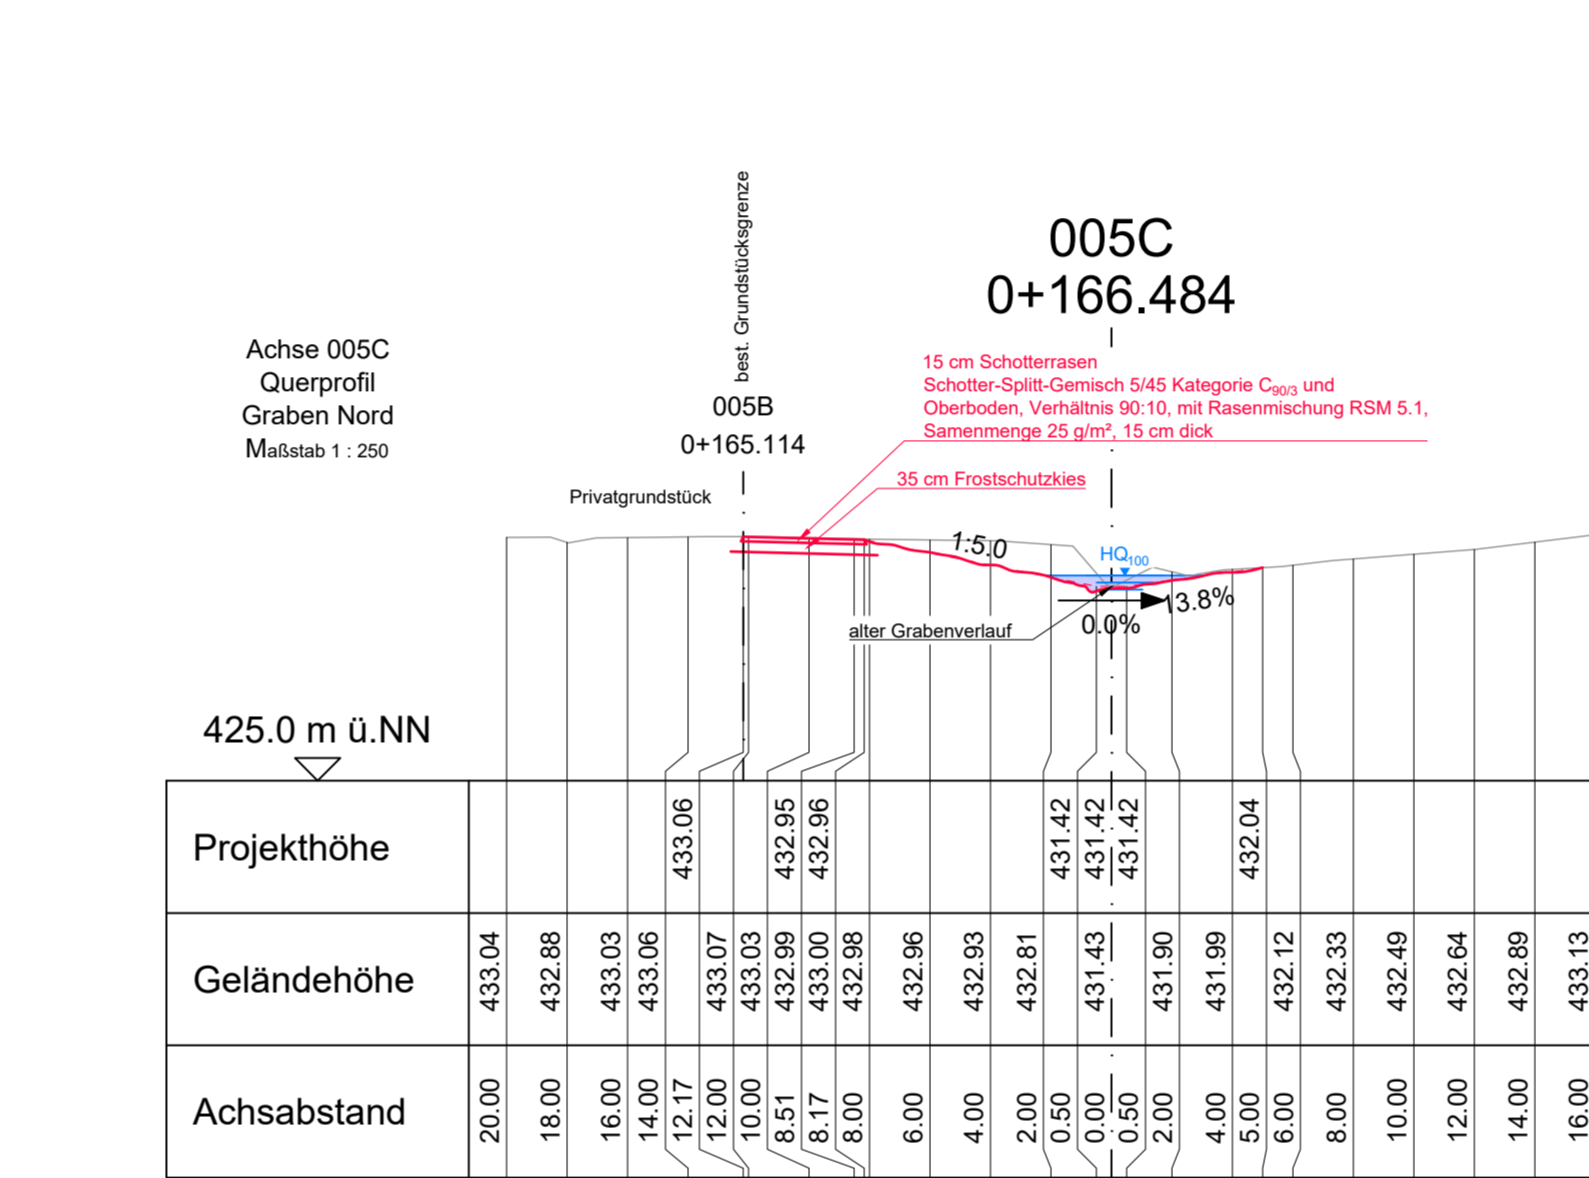 best. Grundstücksgrenze
005C
0+166.484
Achse 005C
Querprofil
Graben Nord
Maßstab 1 : 250
005B
0+165.114
15 cm Schotterrasen
Schotter-Splitt-Gemisch 5/45 Kategorie C90/3 und
Oberboden, Verhältnis 90:10, mit Rasenmischung RSM 5.1,
Samenmenge 25 g/m², 15 cm dick
35 cm Frostschutzkies
Privatgrundstück
1:5.0
HQ100
13.8%
0.0%
alter Grabenverlauf
425.0 m ü.NN
Projekthöhe
433.06 432.95 432.96 431.42 431.42 431.42 432.04
Geländehöhe
433.04 432.88 433.03 433.06 433.07 433.03 432.99 433.00 432.98 432.96 432.93 432.81 431.43 431.90 431.99 432.12 432.33 432.49 432.64 432.89 433.13
Achsabstand
20.00 18.00 16.00 14.00 12.17 12.00 10.00 8.51 8.17 8.00 6.00 4.00 2.00 0.50 0.00 0.50 2.00 4.00 5.00 6.00 8.00 10.00 12.00 14.00 16.00